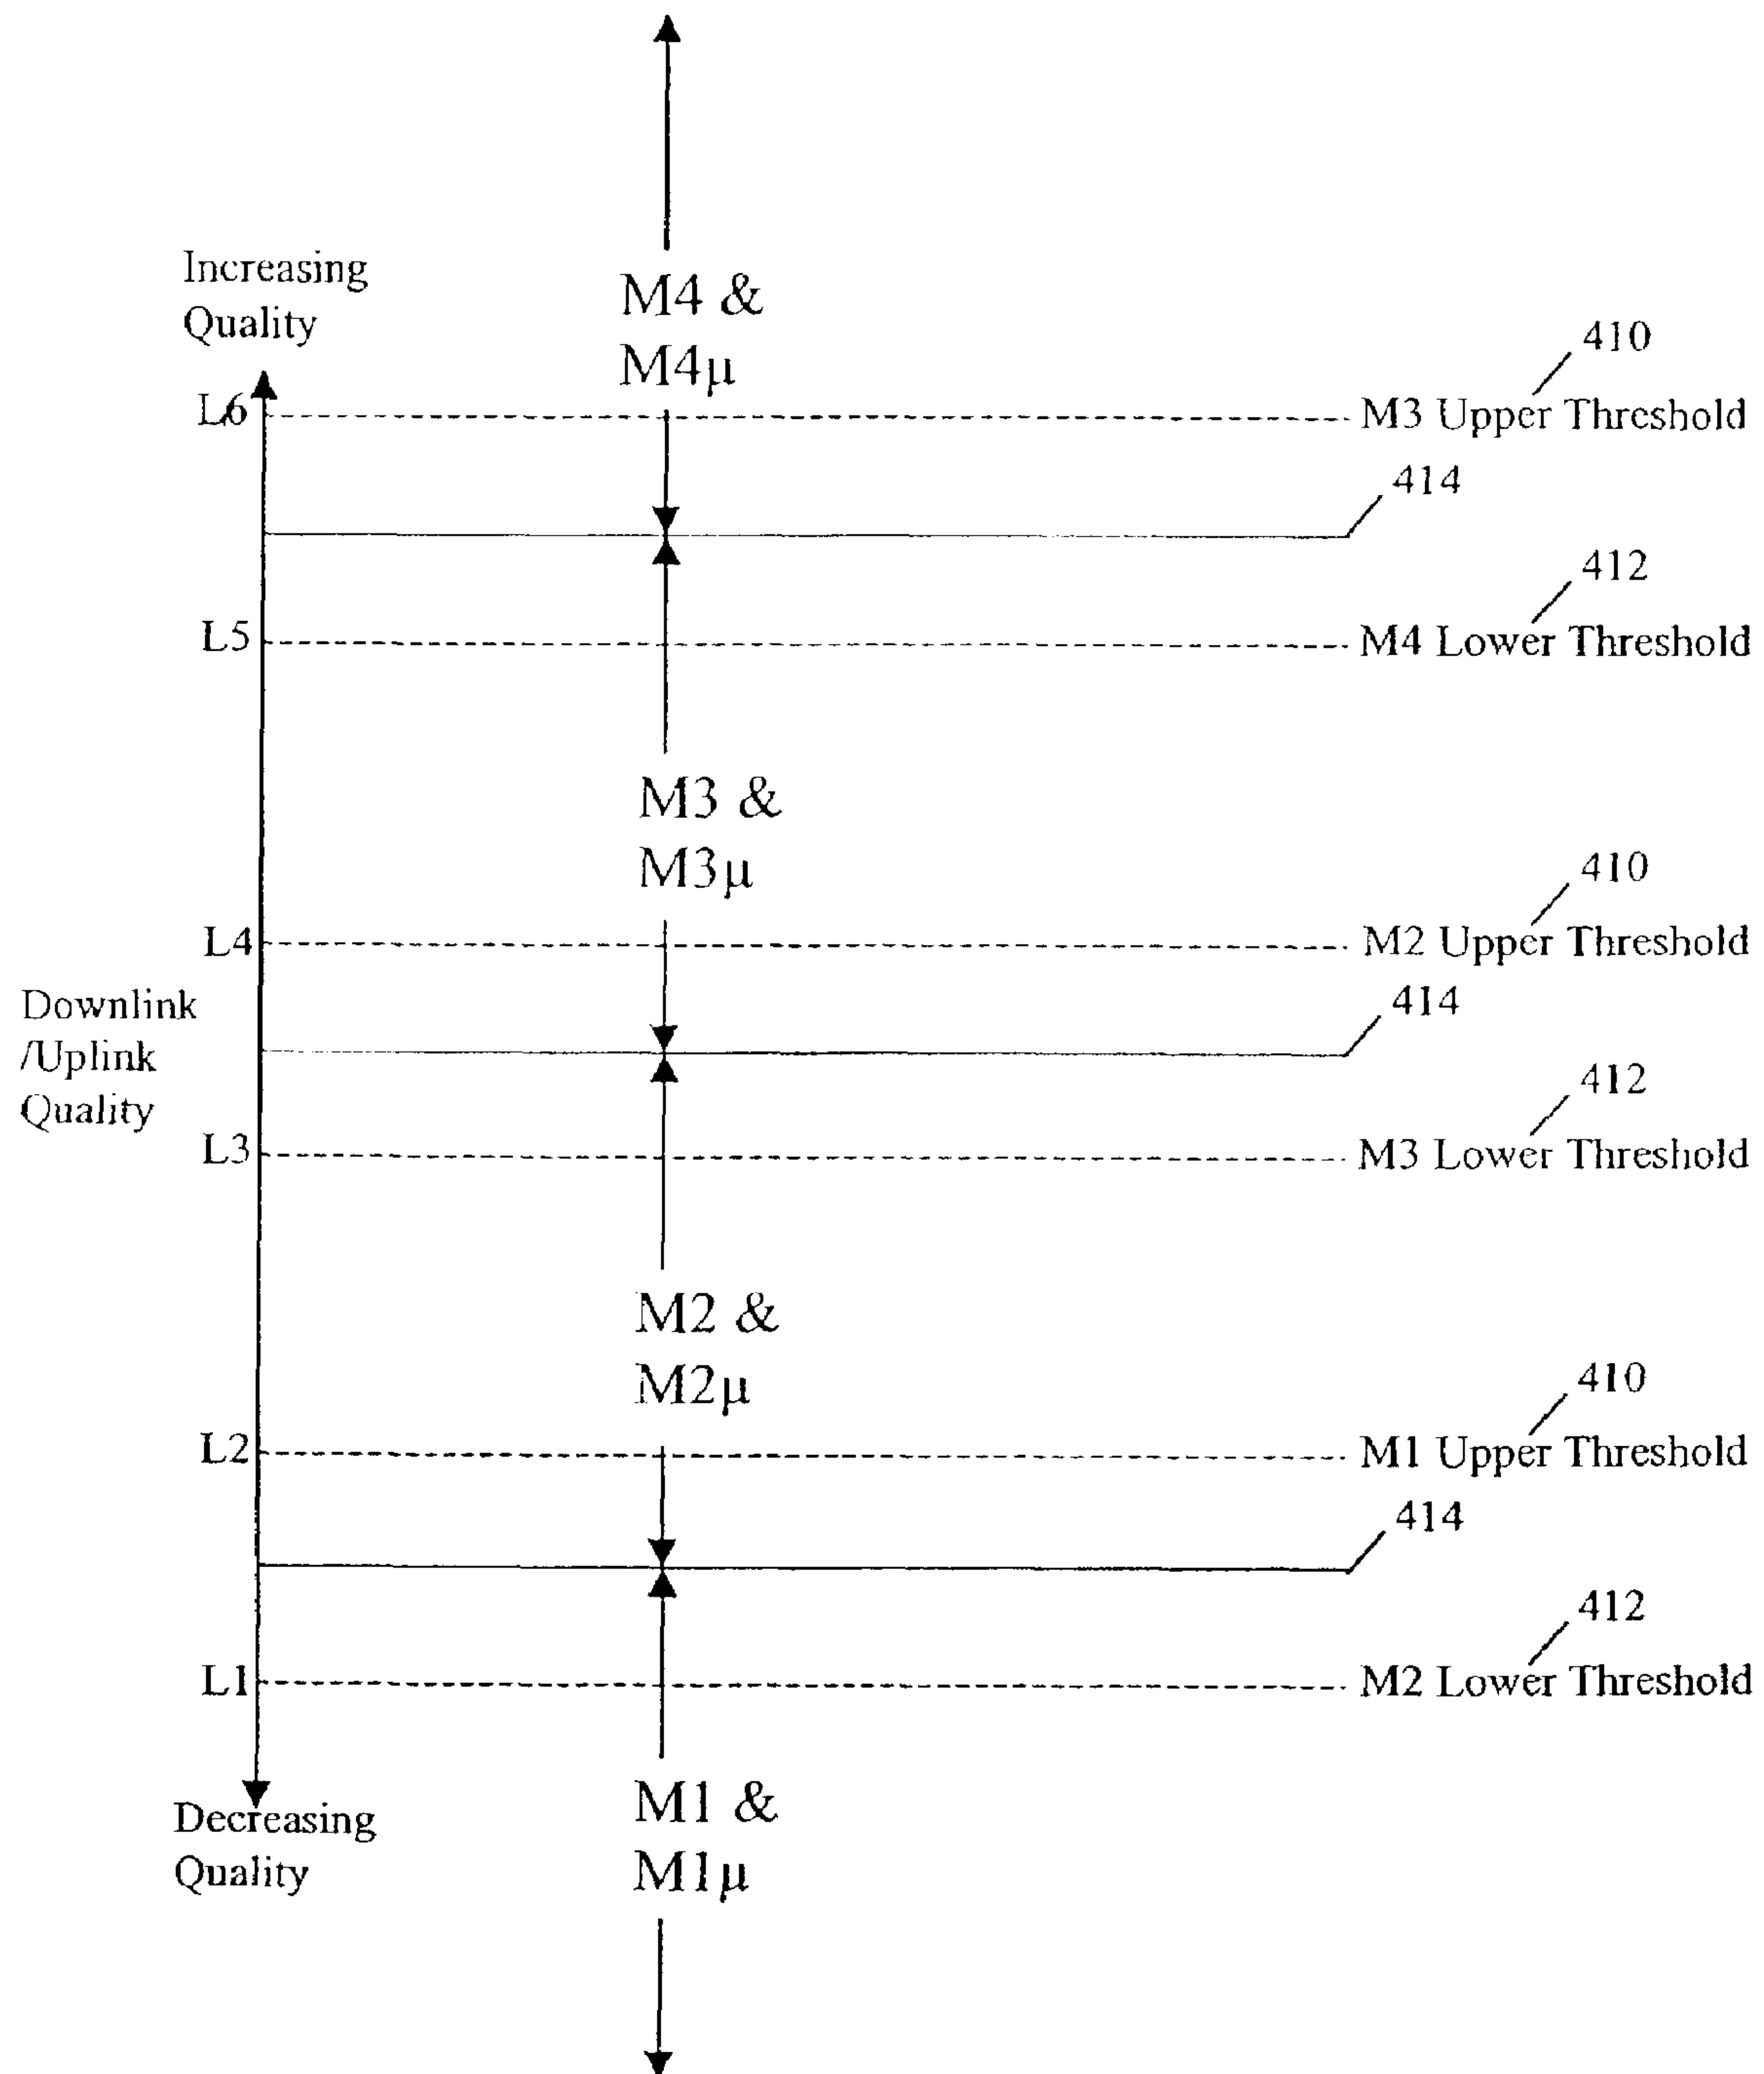 Increasing
Quality
M4 &
M4μ
410
L6
M3 Upper Threshold
414
412
L5
M4 Lower Threshold
M3 &
M3μ
410
L4
M2 Upper Threshold
Downlink
/Uplink
Quality
414
412
L3
M3 Lower Threshold
M2 &
M2μ
410
L2
M1 Upper Threshold
414
412
L1
M2 Lower Threshold
Decreasing
Quality
M1 &
M1μ